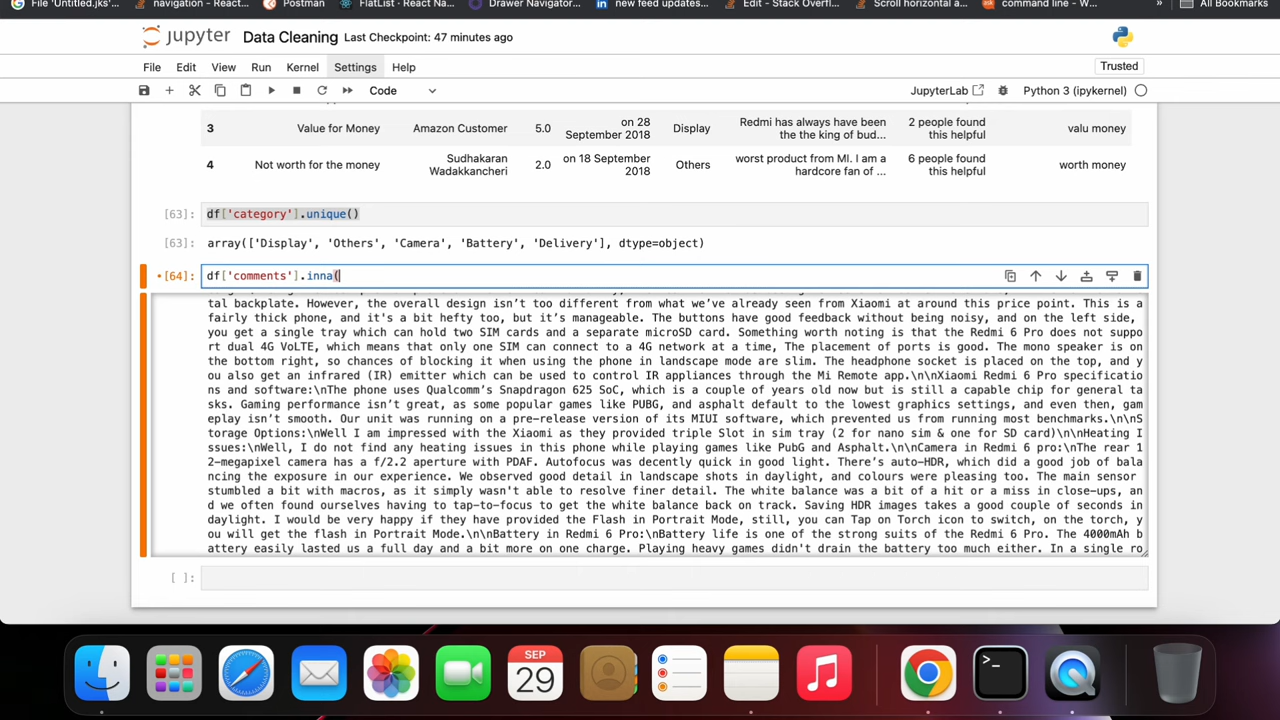 File 'Untitled.jks'...
navigation - React...
Postman
FlatList - React Na...
Drawer Navigator...
new feed updates...
Edit - Stack Overfl...
Scroll horizontal a...
command line - W...
»
All Bookmarks
jupyter Data Cleaning Last Checkpoint: 47 minutes ago
Trusted
File Edit View Run Kernel Settings Help
Code
JupyterLab
Python 3 (ipykernel)
3 Value for Money Amazon Customer 5.0 on 28 September 2018 Display Redmi has always have been the the king of bud... 2 people found this helpful valu money
4 Not worth for the money Sudhakaran Wadakkancheri 2.0 on 18 September 2018 Others worst product from MI. I am a hardcore fan of ... 6 people found this helpful worth money
[63]: df['category'].unique()
[63]: array(['Display', 'Others', 'Camera', 'Battery', 'Delivery'], dtype=object)
•[64]: df['comments'].inna(
tal backplate. However, the overall design isn’t too different from what we’ve already seen from Xiaomi at around this price point. This is a
fairly thick phone, and it's a bit hefty too, but it’s manageable. The buttons have good feedback without being noisy, and on the left side,
you get a single tray which can hold two SIM cards and a separate microSD card. Something worth noting is that the Redmi 6 Pro does not suppo
rt dual 4G VoLTE, which means that only one SIM can connect to a 4G network at a time, The placement of ports is good. The mono speaker is on
the bottom right, so chances of blocking it when using the phone in landscape mode are slim. The headphone socket is placed on the top, and y
ou also get an infrared (IR) emitter which can be used to control IR appliances through the Mi Remote app.\n\nXiaomi Redmi 6 Pro specificatio
ns and software:\nThe phone uses Qualcomm’s Snapdragon 625 SoC, which is a couple of years old now but is still a capable chip for general ta
sks. Gaming performance isn’t great, as some popular games like PUBG, and asphalt default to the lowest graphics settings, and even then, gam
eplay isn’t smooth. Our unit was running on a pre-release version of its MIUI software, which prevented us from running most benchmarks.\n\nS
torage Options:\nWell I am impressed with the Xiaomi as they provided triple Slot in sim tray (2 for nano sim & one for SD card)\n\nHeating I
ssues:\nWell, I do not find any heating issues in this phone while playing games like PubG and Asphalt.\n\nCamera in Redmi 6 pro:\nThe rear 1
2-megapixel camera has a f/2.2 aperture with PDAF. Autofocus was decently quick in good light. There’s auto-HDR, which did a good job of bala
ncing the exposure in our experience. We observed good detail in landscape shots in daylight, and colours were pleasing too. The main sensor
stumbled a bit with macros, as it simply wasn't able to resolve finer detail. The white balance was a bit of a hit or a miss in close-ups, an
d we often found ourselves having to tap-to-focus to get the white balance back on track. Saving HDR images takes a good couple of seconds in
daylight. I would be very happy if they have provided the Flash in Portrait Mode, still, you can Tap on Torch icon to switch, on the torch, y
ou will get the flash in Portrait Mode.\n\nBattery in Redmi 6 Pro:\nBattery life is one of the strong suits of the Redmi 6 Pro. The 4000mAh b
attery easily lasted us a full day and a bit more on one charge. Playing heavy games didn't drain the battery too much either. In a single ro
[ ]:
SEP
29
>_